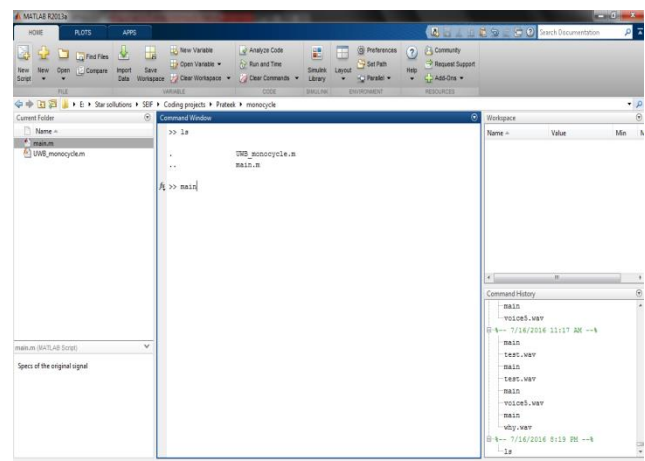 MATLAB R2013a
HOME PLOTS APPS
Search Documentation
New Script
New
Open
Find Files
Compare
Import Data
Save Workspace
New Variable
Open Variable
Clear Workspace
Analyze Code
Run and Time
Clear Commands
Simulink Library
Layout
Preferences
Set Path
Parallel
Help
Community
Request Support
Add-Ons
FILE VARIABLE CODE SIMULINK ENVIRONMENT RESOURCES
E: Star sollutions SEIF Coding projects Prateek monocycle
Current Folder
Name
main.m
UWB_monocycle.m
main.m (MATLAB Script)
Specs of the original signal
Command Window
>> ls
. UWB_monocycle.m
.. main.m
fx >> main
Workspace
Name Value Min
Command History
main
voice5.wav
%-- 7/16/2016 11:17 AM --%
main
test.wav
main
test.wav
main
voice5.wav
main
why.wav
%-- 7/16/2016 8:19 PM --%
ls